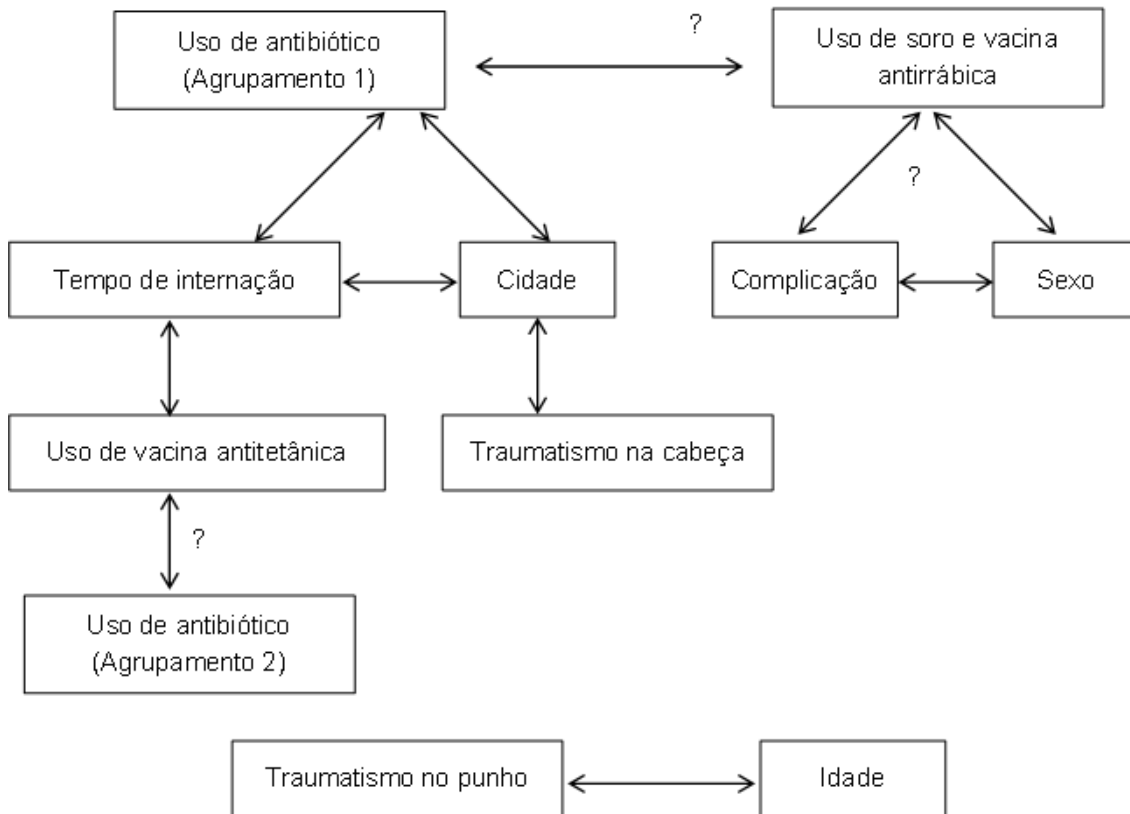 Uso de antibiótico
(Agrupamento 1)
?
Uso de soro e vacina
antirrábica
?
Tempo de internação
Cidade
Complicação
Sexo
Uso de vacina antitetânica
Traumatismo na cabeça
?
Uso de antibiótico
(Agrupamento 2)
Traumatismo no punho
Idade